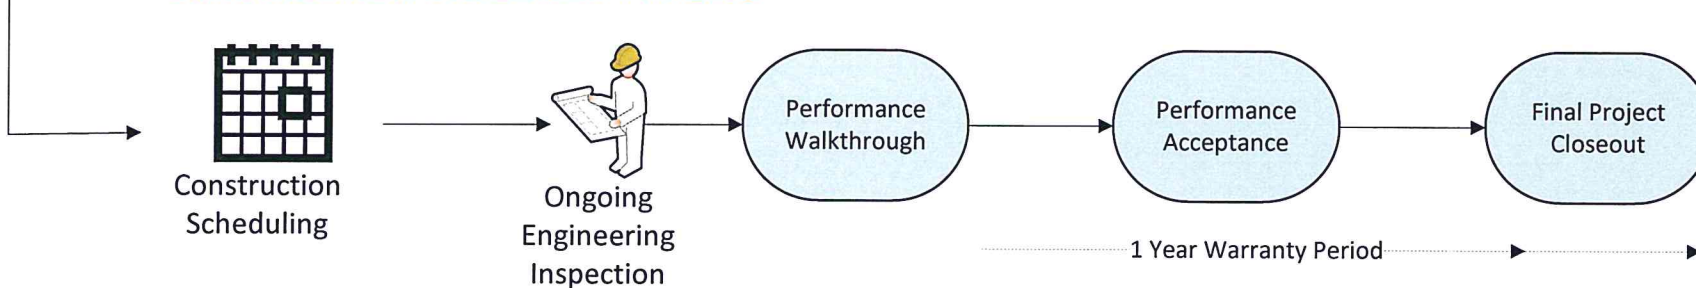 Construction
Scheduling
Ongoing
Engineering
Inspection
Performance
Walkthrough
Performance
Acceptance
Final Project
Closeout
1 Year Warranty Period